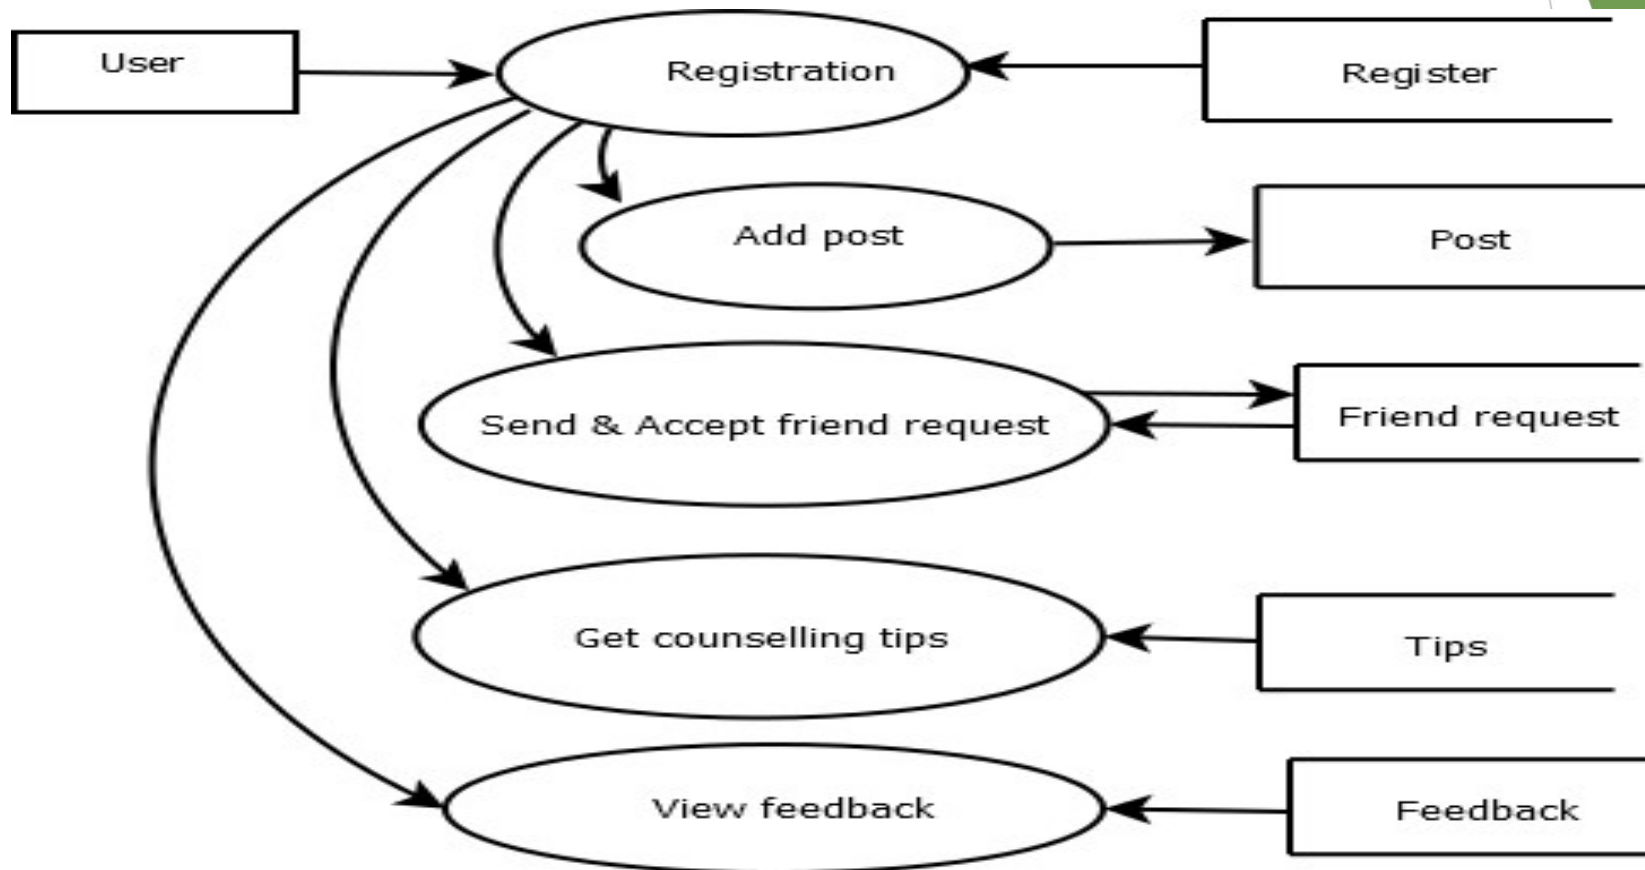 User
Registration
Register
Add post
Post
Send & Accept friend request
Friend request
Get counselling tips
Tips
View feedback
Feedback